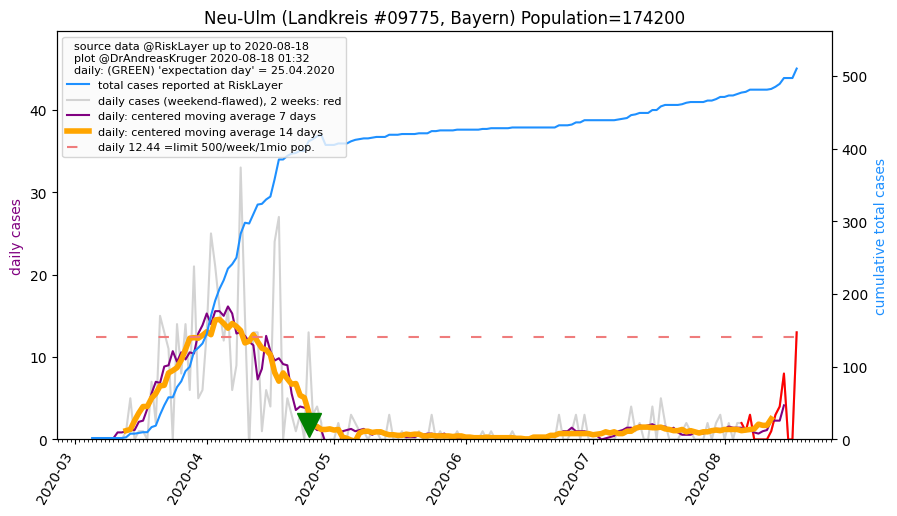 Neu-Ulm (Landkreis #09775, Bayern) Population=174200
source data @RiskLayer up to 2020-08-18
plot @DrAndreasKruger 2020-08-18 01:32
daily: (GREEN) 'expectation day' = 25.04.2020
total cases reported at RiskLayer
daily cases (weekend-flawed), 2 weeks: red
daily: centered moving average 7 days
daily: centered moving average 14 days
daily 12.44 =limit 500/week/1mio pop.
daily cases
40
30
20
10
0
cumulative total cases
500
400
300
200
100
0
2020-03
2020-04
2020-05
2020-06
2020-07
2020-08